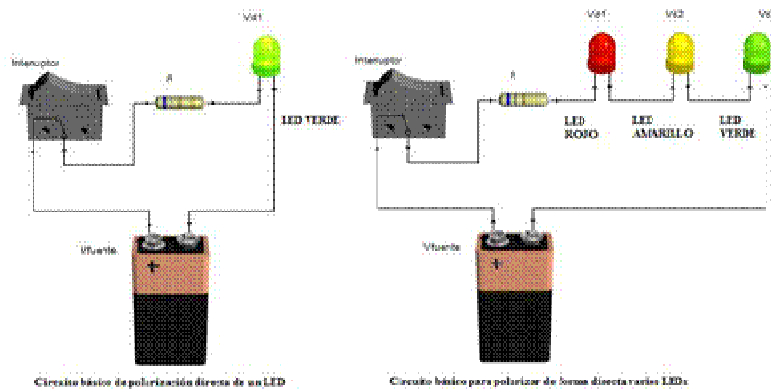 Vd1
Interruptor
R
LED VERDE
Vfuente
+
Circuito básico de polarización directa de un LED
Vd1
Vd2
Vd
Interruptor
R
LED
ROJO
LED
AMARILLO
LED
VERDE
Vfuente
+
Circuito básico para polarizar de forma directa varios LEDs